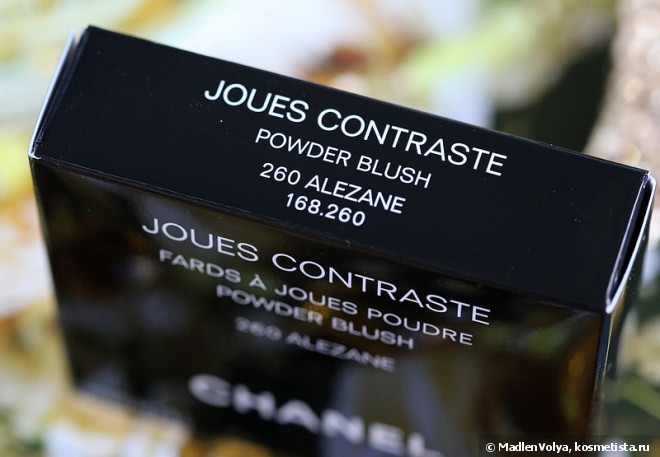 JOUES CONTRASTE
POWDER BLUSH
260 ALEZANE
168.260
JOUES CONTRASTE
FARDS À JOUES POUDRE
POWDER BLUSH
260 ALEZANE
CHANEL
© MadlenVolya, kosmetista.ru